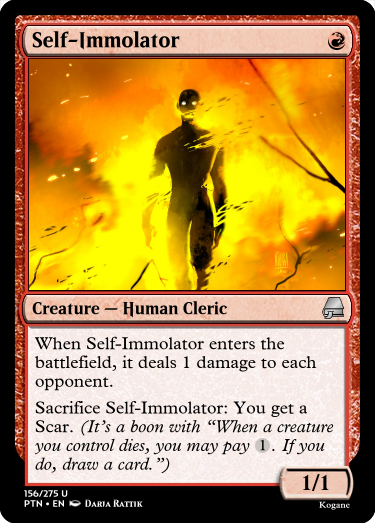 Self-Immolator
Creature — Human Cleric
When Self-Immolator enters the
battlefield, it deals 1 damage to each
opponent.
Sacrifice Self-Immolator: You get a
Scar. (It's a boon with “When a creature
you control dies, you may pay 1. If you
do, draw a card.”)
1/1
156/275 U
PTN • EN Daria Rattik
Kogane